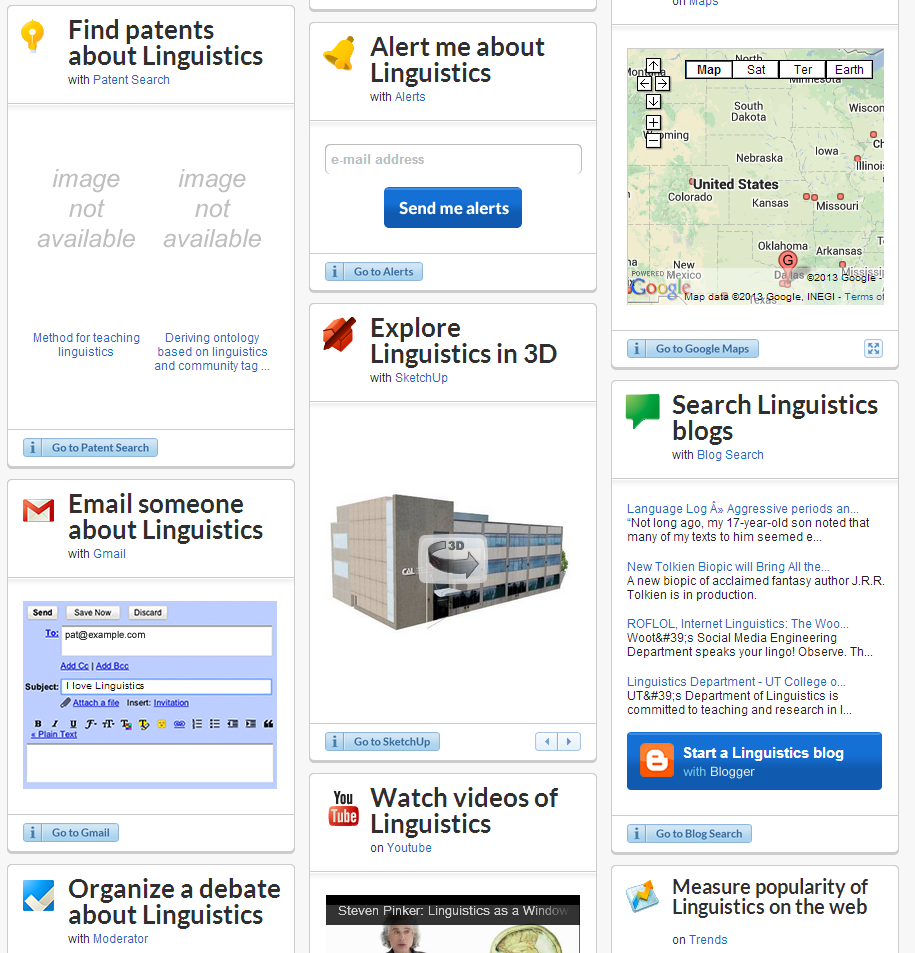 Find patents
about Linguistics
with Patent Search
image
not
available
image
not
available
Method for teaching
linguistics
Deriving ontology
based on linguistics
and community tag ...
i Go to Patent Search
Email someone
about Linguistics
with Gmail
Send Save Now Discard
To: pat@example.com
Add Cc | Add Bcc
Subject: I love Linguistics
Attach a file Insert: Invitation
B I U
« Plain Text
i Go to Gmail
Organize a debate
about Linguistics
with Moderator
Alert me about
Linguistics
with Alerts
e-mail address
Send me alerts
i Go to Alerts
Explore
Linguistics in 3D
with SketchUp
3D
CAL
i Go to SketchUp
You
Tube
Watch videos of
Linguistics
on Youtube
Steven Pinker: Linguistics as a Window
on Maps
Map Sat Ter Earth
North
Minnesota
South
Dakota
Wiscon
Wyoming
Iowa
Ch
Nebraska
Illinois
United States
Colorado
Kansas
Missouri
Oklahoma
Arkansas
G
New
Mexico
Dallas
Mississi
Texas
©2013 Google -
POWERED BY
Google
Map data ©2013 Google, INEGI - Terms of
i Go to Google Maps
Search Linguistics
blogs
with Blog Search
Language Log Â» Aggressive periods an...
“Not long ago, my 17-year-old son noted that
many of my texts to him seemed e...
New Tolkien Biopic will Bring All the...
A new biopic of acclaimed fantasy author J.R.R.
Tolkien is in production.
ROFLOL, Internet Linguistics: The Woo...
Woot&#39;s Social Media Engineering
Department speaks your lingo! Observe. Th...
Linguistics Department - UT College o...
UT&#39;s Department of Linguistics is
committed to teaching and research in l...
Start a Linguistics blog
with Blogger
i Go to Blog Search
Measure popularity of
Linguistics on the web
on Trends